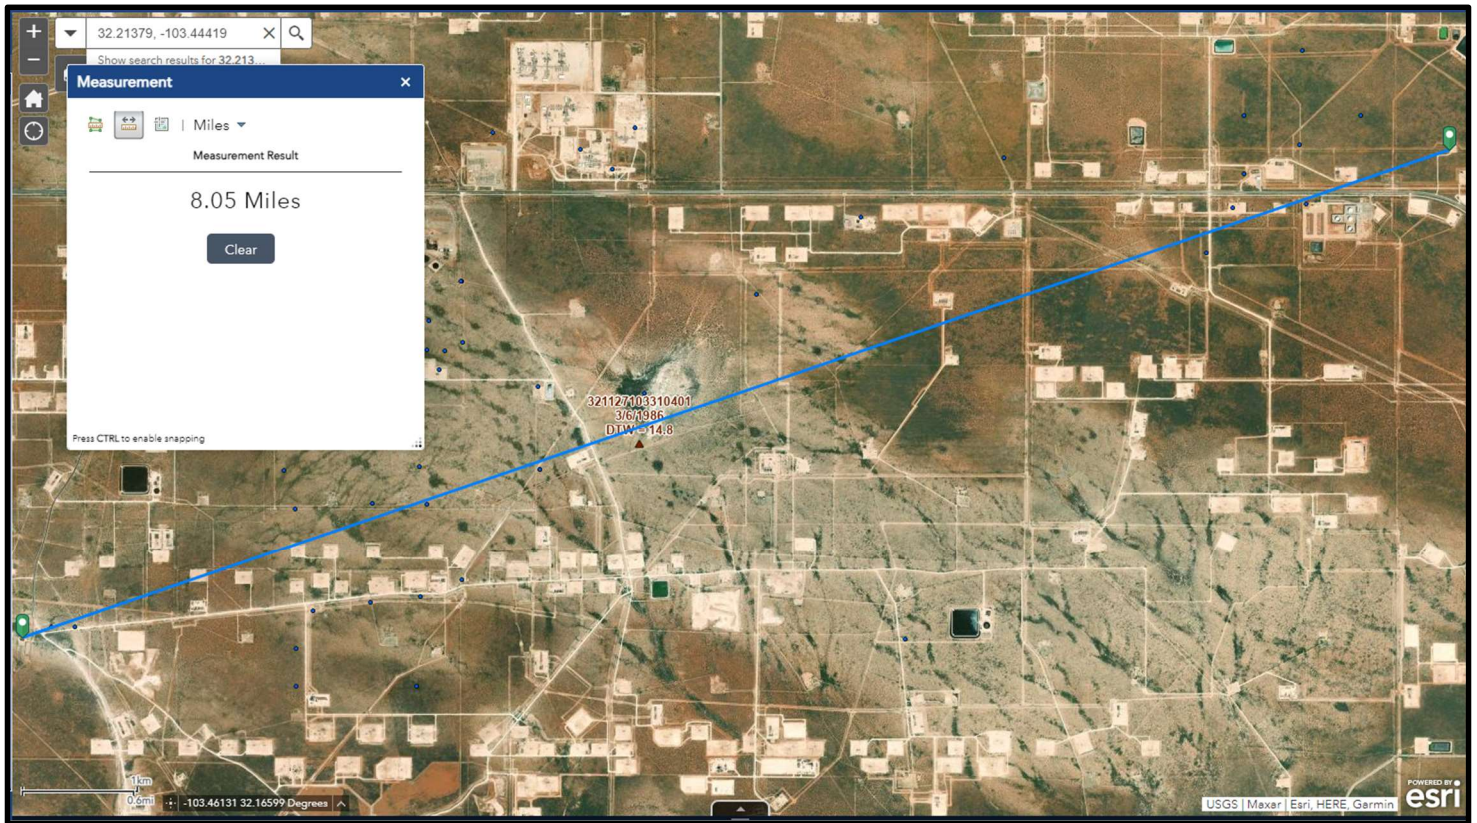 +
32.21379, -103.44419
−
Show search results for 32.213...
Measurement
Miles
Measurement Result
8.05 Miles
Clear
Press CTRL to enable snapping
321127103310401
3/6/1986
DTW - 14.8
1km
0.6mi
-103.46131 32.16599 Degrees
USGS | Maxar | Esri, HERE, Garmin
POWERED BY
esri